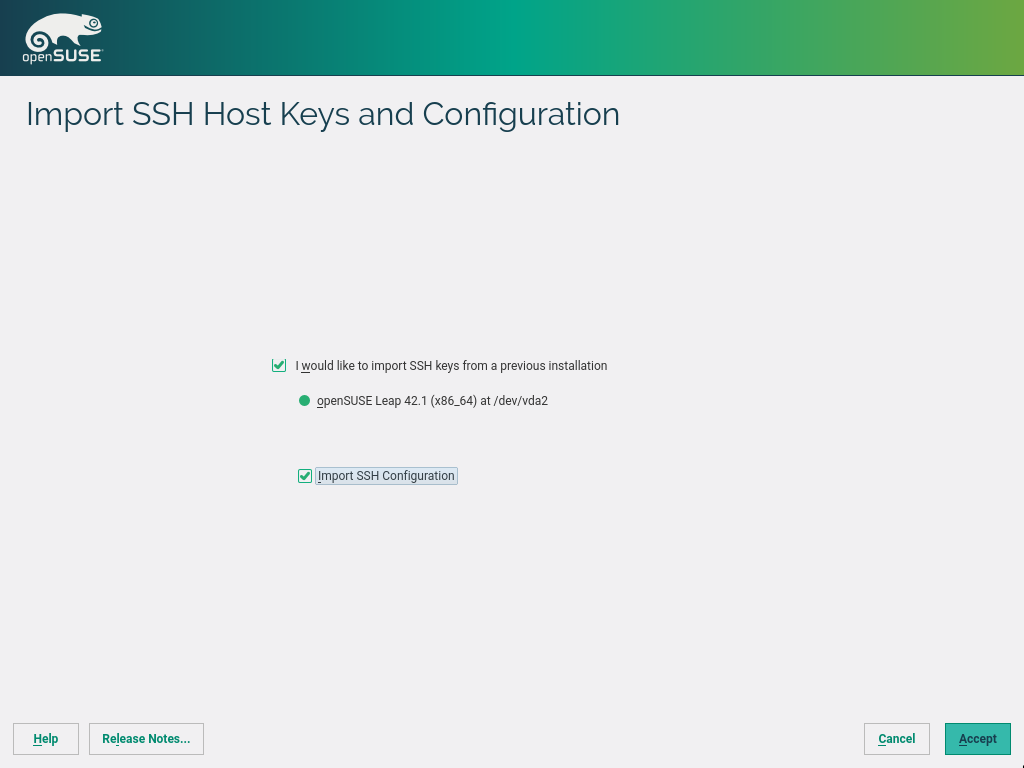 openSUSE
Import SSH Host Keys and Configuration
I would like to import SSH keys from a previous installation
openSUSE Leap 42.1 (x86_64) at /dev/vda2
Import SSH Configuration
Help
Release Notes...
Cancel
Accept